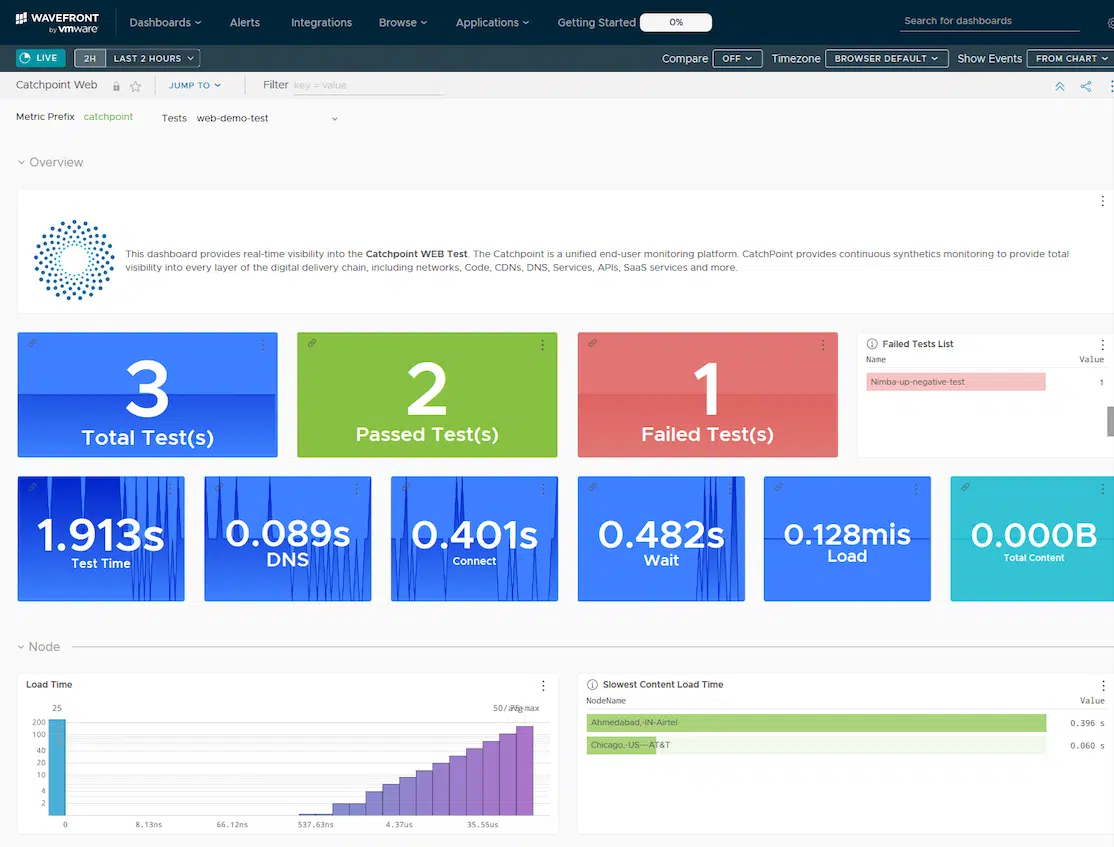 WAVEFRONT
by vmware
Dashboards
Alerts
Integrations
Browse
Applications
Getting Started
0%
Search for dashboards
LIVE
2H
LAST 2 HOURS
Compare
OFF
Timezone
BROWSER DEFAULT
Show Events
FROM CHART
Catchpoint Web
JUMP TO
Filter
key = value
Metric Prefix
catchpoint
Tests
web-demo-test
Overview
This dashboard provides real-time visibility into the Catchpoint WEB Test. The Catchpoint is a unified end-user monitoring platform. CatchPoint provides continuous synthetics monitoring to provide total
visibility into every layer of the digital delivery chain, including networks, Code, CDNs, DNS, Services, APIs, SaaS services and more.
3
Total Test(s)
2
Passed Test(s)
1
Failed Test(s)
Failed Tests List
Name
Value
Nimba-up-negative-test
1
1.913s
Test Time
0.089s
DNS
0.401s
Connect
0.482s
Wait
0.128mis
Load
0.000B
Total Content
Node
Load Time
25
50/
max
200
100
40
20
10
4
2
0
8.13ns
66.12ns
537.63ns
4.37us
35.55us
Slowest Content Load Time
NodeName
Value
Ahmedabad,-IN-Airtel
0.396 s
Chicago,-US---AT&T
0.060 s